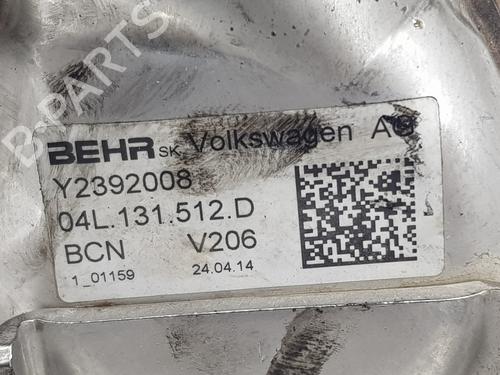 BEHR SK Volkswagen AG
Y2392008
04L.131.512.D
BCN V206
1_01159 24.04.14
B-PARTS